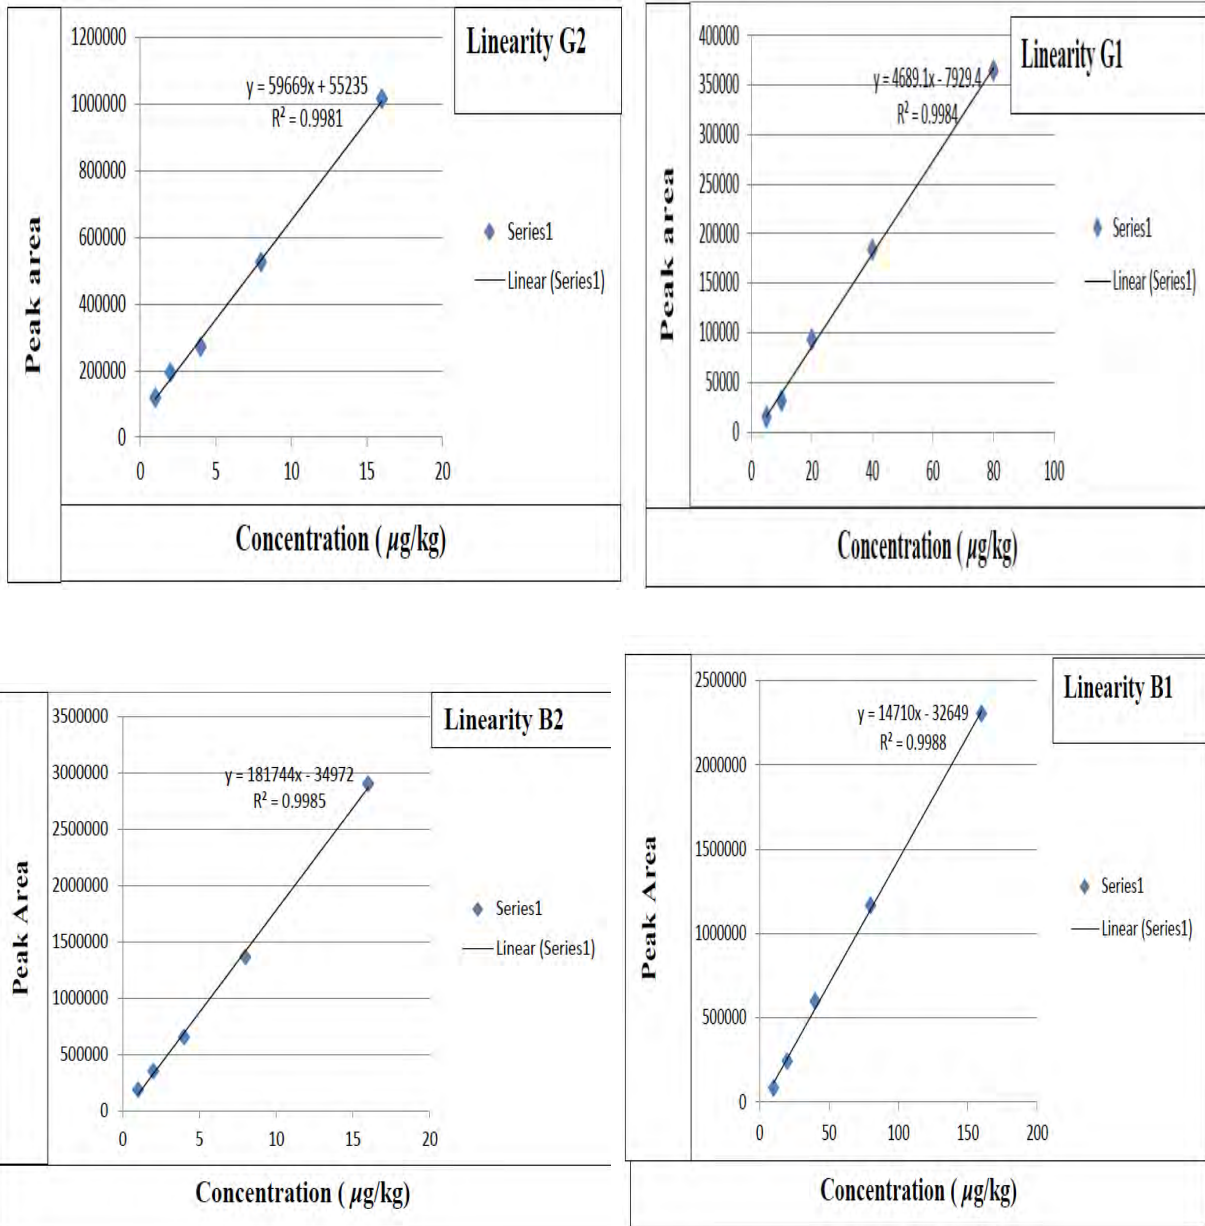 Linearity G2
1200000
1000000
800000
600000
400000
200000
0
y = 59669x + 55235
R² = 0.9981
Series1
Linear (Series1)
0 5 10 15 20
Peak area
Concentration ( µg/kg)
Linearity G1
400000
350000
300000
250000
200000
150000
100000
50000
0
y = 4689.1x - 7929.4
R² = 0.9984
Series1
Linear (Series1)
0 20 40 60 80 100
Peak area
Concentration ( µg/kg)
Linearity B2
3500000
3000000
2500000
2000000
1500000
1000000
500000
0
y = 181744x - 34972
R² = 0.9985
Series1
Linear (Series1)
0 5 10 15 20
Peak Area
Concentration ( µg/kg)
Linearity B1
2500000
2000000
1500000
1000000
500000
0
y = 14710x - 32649
R² = 0.9988
Series1
Linear (Series1)
0 50 100 150 200
Peak Area
Concentration ( µg/kg)